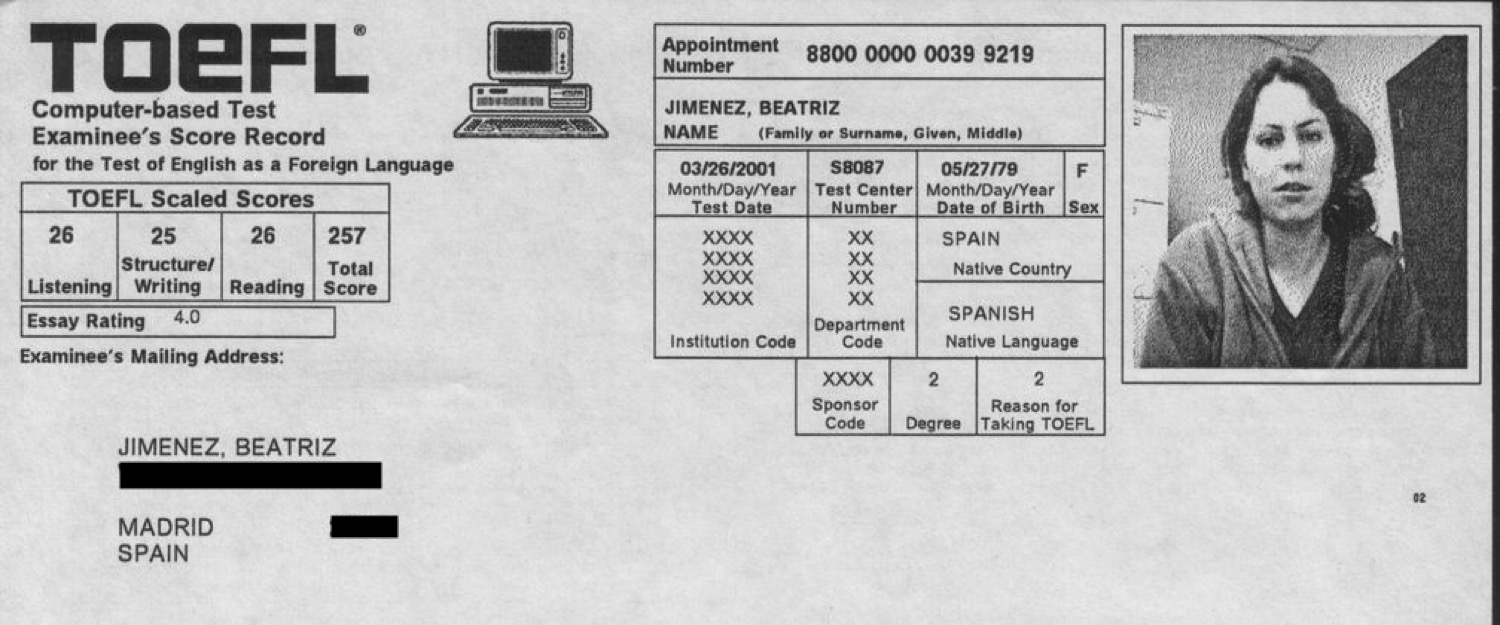 TOEFL®
Computer-based Test
Examinee's Score Record
for the Test of English as a Foreign Language
TOEFL Scaled Scores
26 25 26 257
Listening Structure/ Writing Reading Total Score
Essay Rating 4.0
Examinee's Mailing Address:
JIMENEZ, BEATRIZ
MADRID
SPAIN
Appointment Number 8800 0000 0039 9219
JIMENEZ, BEATRIZ
NAME (Family or Surname, Given, Middle)
03/26/2001 S8087 05/27/79 F
Month/Day/Year Test Center Month/Day/Year
Test Date Number Date of Birth Sex
XXXX XX SPAIN
XXXX XX Native Country
XXXX XX
XXXX XX SPANISH
Institution Code Department Code Native Language
XXXX 2 2
Sponsor Code Degree Reason for Taking TOEFL
02